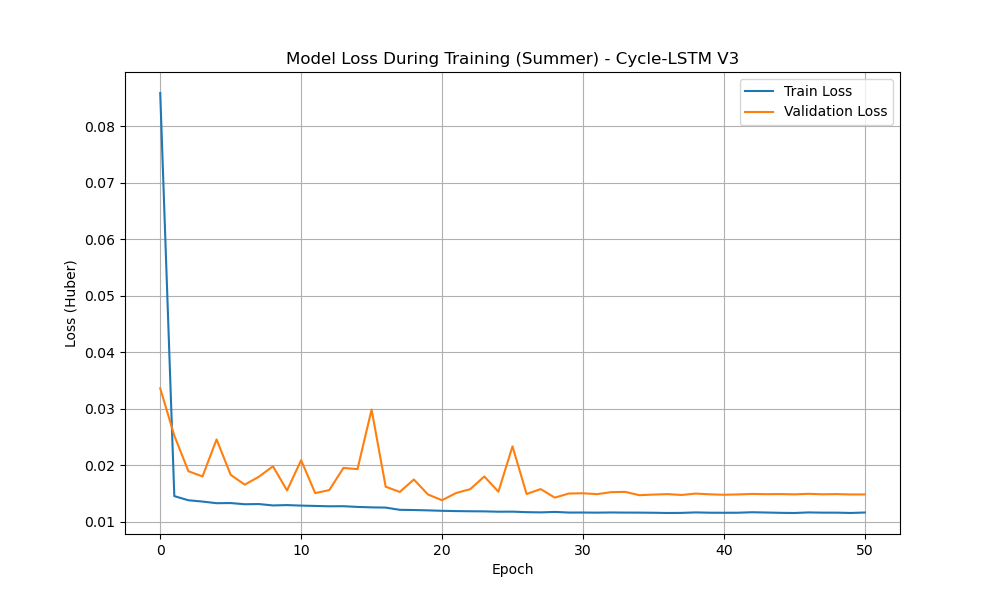 Model Loss During Training (Summer) - Cycle-LSTM V3
Train Loss
Validation Loss
Loss (Huber)
0.08
0.07
0.06
0.05
0.04
0.03
0.02
0.01
0 10 20 30 40 50
Epoch